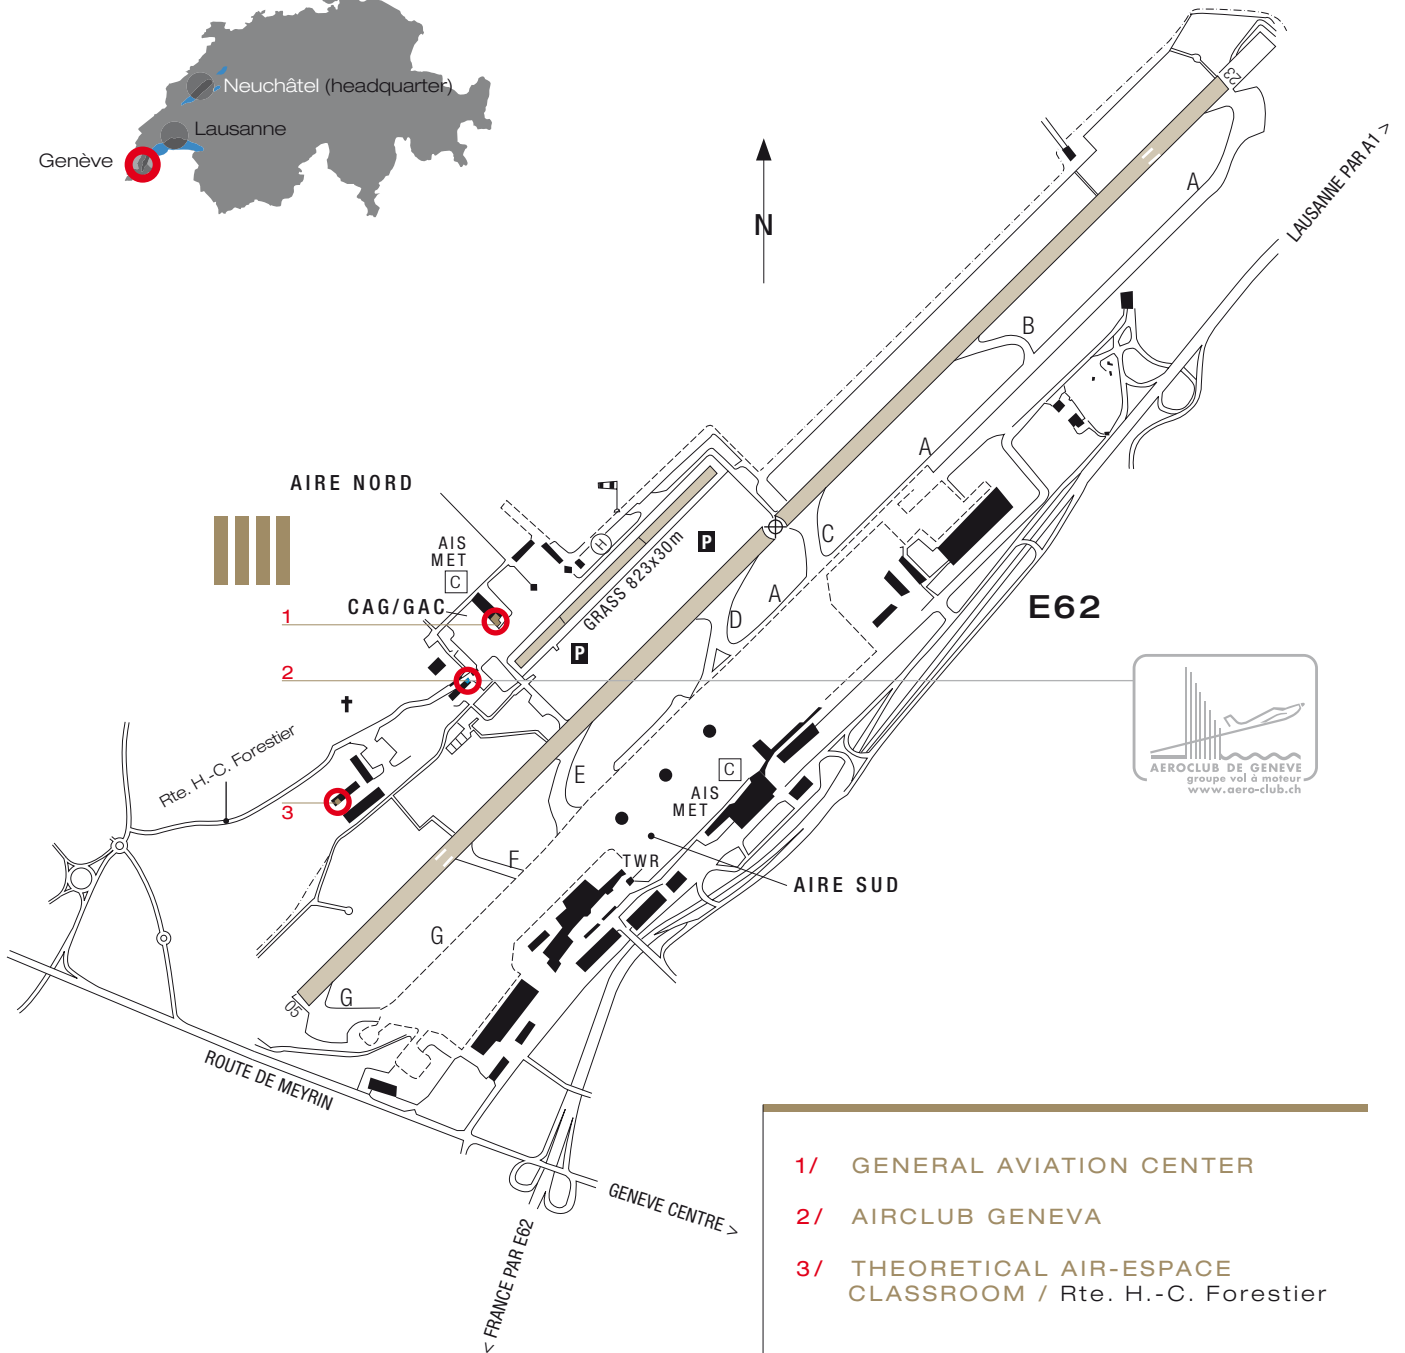 Neuchâtel (headquarter)
Lausanne
Genève
23
LAUSANNE PAR A1 >
A
N
B
A
AIRE NORD
AIS
MET
C
H
GRASS 823x30m
P
C
CAG/GAC
1
A
D
E62
P
2
Rte. H.-C. Forestier
E
C
AIS
MET
3
AEROCLUB DE GENEVE
groupe vol à moteur
www.aero-club.ch
F
TWR
AIRE SUD
G
G
05
ROUTE DE MEYRIN
GENEVE CENTRE >
< FRANCE PAR E62
1/ GENERAL AVIATION CENTER
2/ AIRCLUB GENEVA
3/ THEORETICAL AIR-ESPACE
CLASSROOM / Rte. H.-C. Forestier